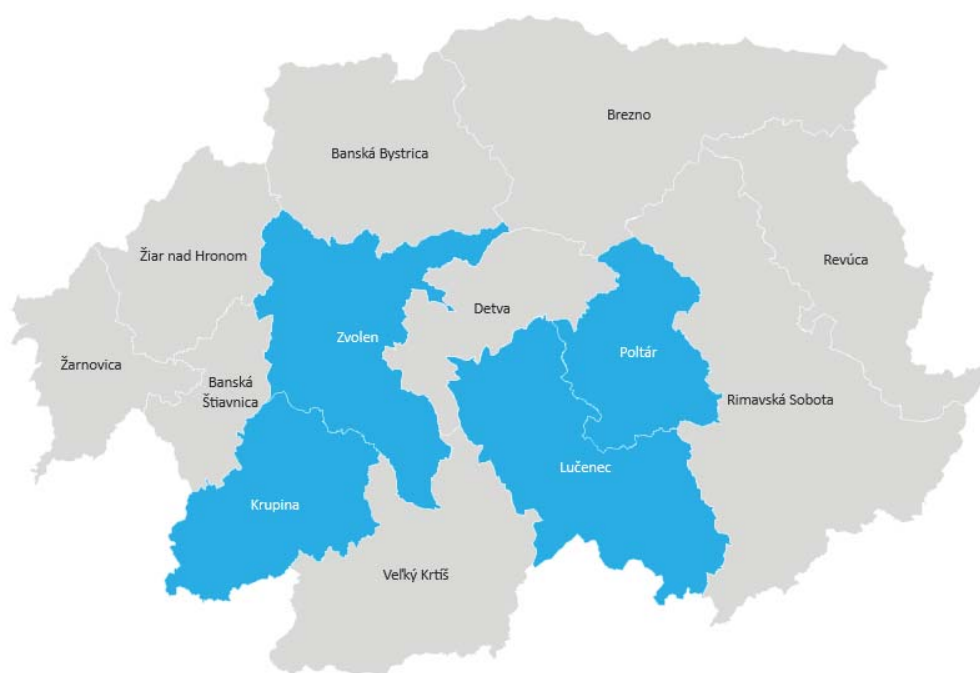 Brezno
Banská Bystrica
Žiar nad Hronom
Revúca
Detva
Zvolen
Poltár
Žarnovica
Banská
Štiavnica
Rimavská Sobota
Lučenec
Krupina
Veľký Krtíš